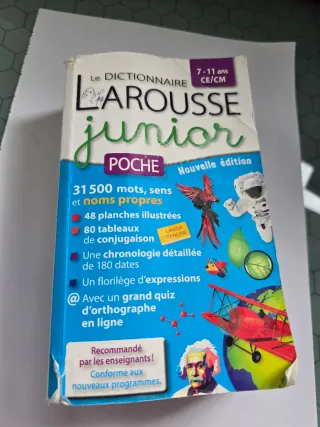 Le DICTIONNAIRE
7-11 ans
CE/CM
LAROUSSE
junior
POCHE
Nouvelle édition
31 500 mots, sens
et noms propres
48 planches illustrées
80 tableaux
de conjugaison
Une chronologie détaillée
de 180 dates
Un florilège d'expressions
@ Avec un grand quiz
d'orthographe
en ligne
Recommandé
par les enseignants !
Conforme aux
nouveaux programmes.